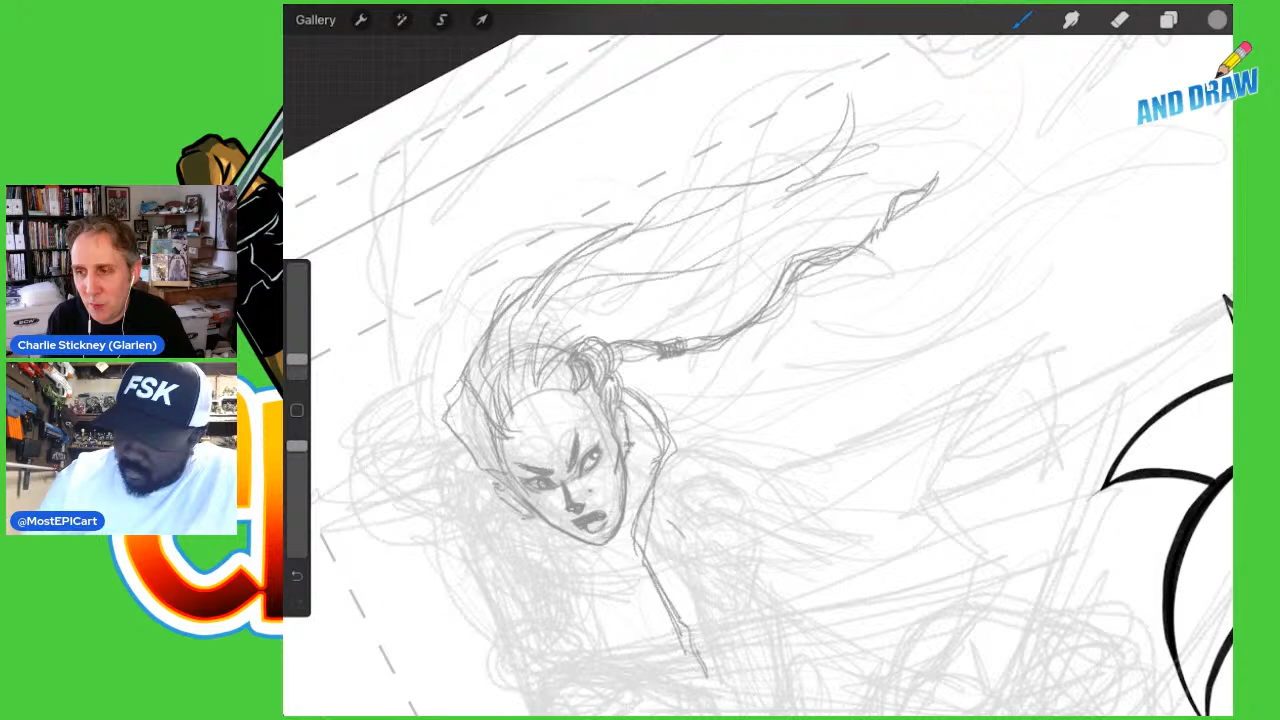 Gallery
AND DRAW
Charlie Stickney (Glarien)
FSK
@MostEPICart